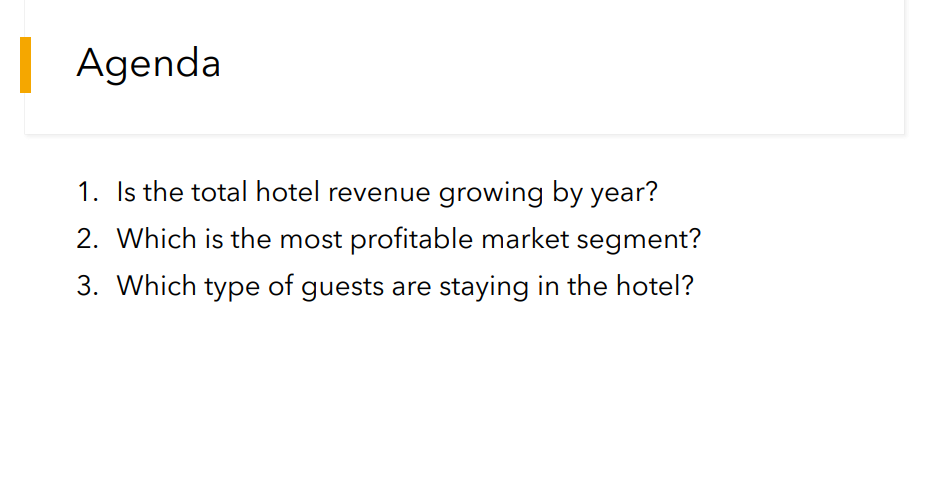 Agenda
1. Is the total hotel revenue growing by year?
2. Which is the most profitable market segment?
3. Which type of guests are staying in the hotel?